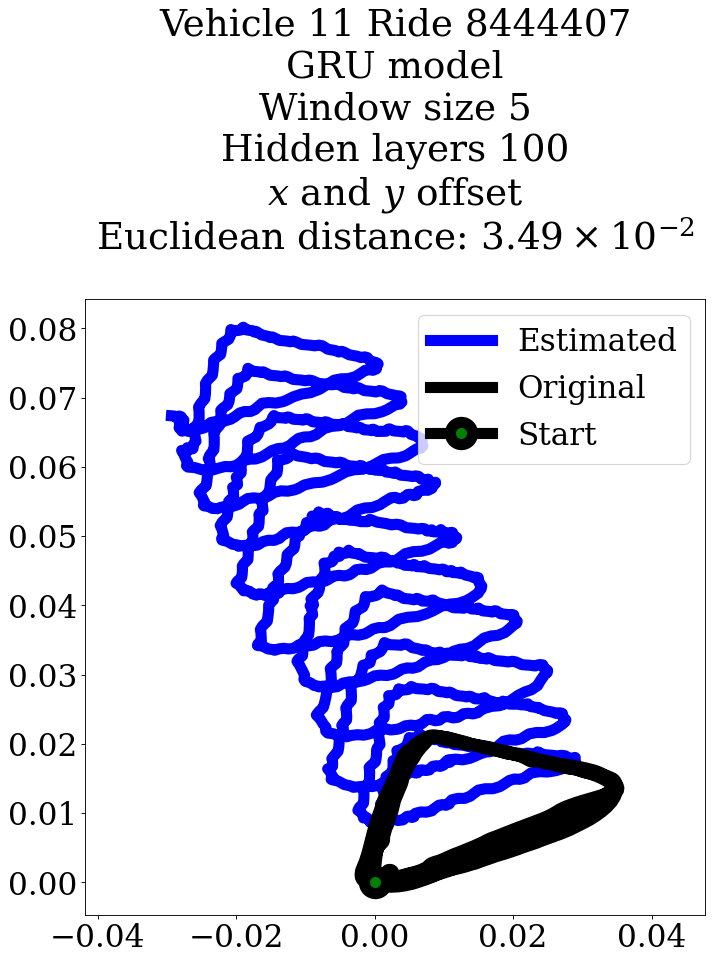 Vehicle 11 Ride 8444407
GRU model
Window size 5
Hidden layers 100
x and y offset
Euclidean distance: 3.49 × 10⁻²
Estimated
Original
Start
0.08
0.07
0.06
0.05
0.04
0.03
0.02
0.01
0.00
−0.04 −0.02 0.00 0.02 0.04